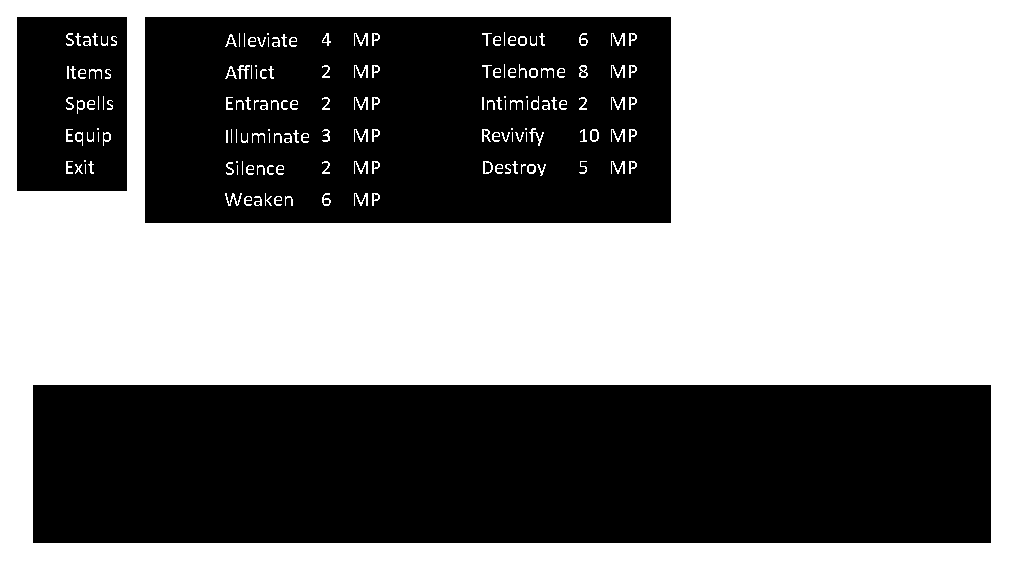 Status
Items
Spells
Equip
Exit
Alleviate 4 MP
Afflict 2 MP
Entrance 2 MP
Illuminate 3 MP
Silence 2 MP
Weaken 6 MP
Teleout 6 MP
Telehome 8 MP
Intimidate 2 MP
Revivify 10 MP
Destroy 5 MP